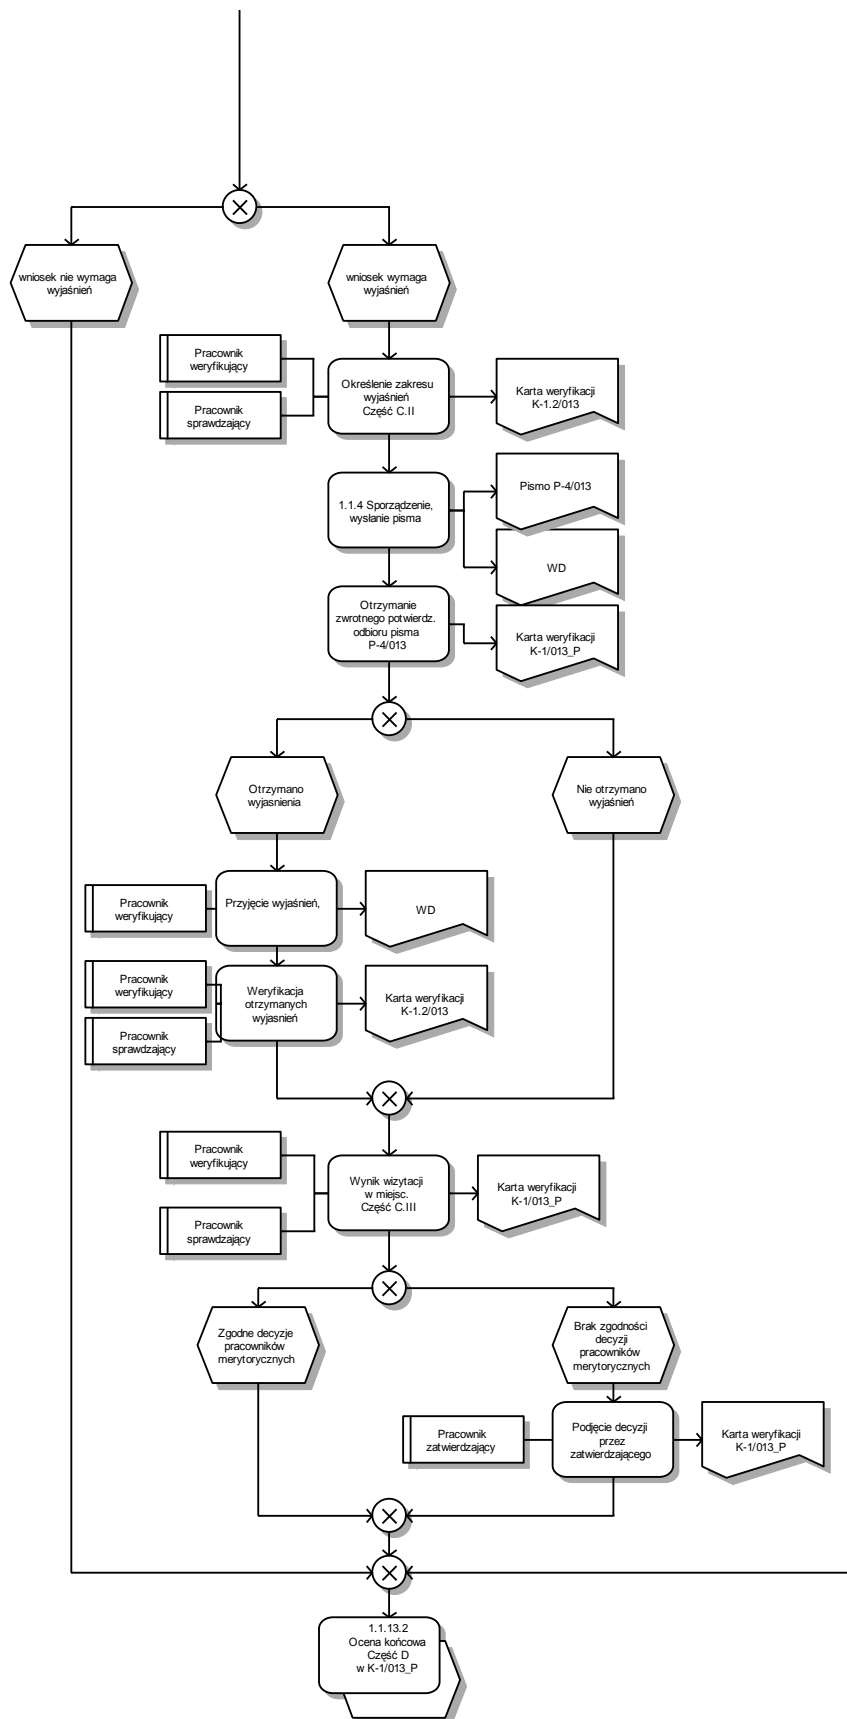 wniosek nie wymaga
wyjaśnień
wniosek wymaga
wyjaśnień
Pracownik
weryfikujący
Pracownik
sprawdzający
Określenie zakresu
wyjaśnień
Część C.II
Karta weryfikacji
K-1.2/013
1.1.4 Sporządzenie,
wysłanie pisma
Pismo P-4/013
WD
Otrzymanie
zwrotnego potwierdz.
odbioru pisma
P-4/013
Karta weryfikacji
K-1/013_P
Otrzymano
wyjasnienia
Nie otrzymano
wyjaśnień
Pracownik
weryfikujący
Przyjęcie wyjaśnień,
WD
Pracownik
weryfikujący
Pracownik
sprawdzający
Weryfikacja
otrzymanych
wyjasnień
Karta weryfikacji
K-1.2/013
Pracownik
weryfikujący
Pracownik
sprawdzający
Wynik wizytacji
w miejsc.
Część C.III
Karta weryfikacji
K-1/013_P
Zgodne decyzje
pracowników
merytorycznych
Brak zgodności
decyzji
pracowników
merytorycznych
Pracownik
zatwierdzający
Podjęcie decyzji
przez
zatwierdzającego
Karta weryfikacji
K-1/013_P
1.1.13.2
Ocena końcowa
Część D
w K-1/013_P